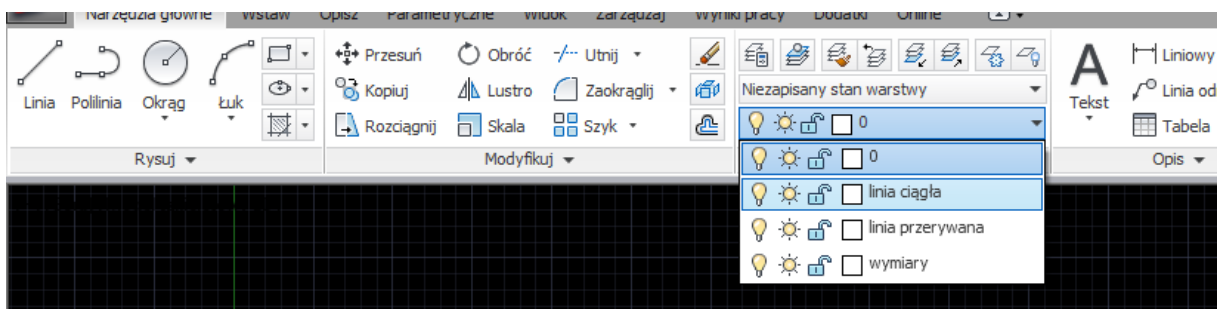 Narzędzia główne Wstaw Opisz Parametryczne Widok Zarządzaj Wyniki pracy Dodatki Online
Przesuń Obróć Utnij Liniowy
Niezapisany stan warstwy
Linia Polilinia Okrąg Łuk Kopiuj Lustro Zaokrąglij Tekst Linia od
Rozciągnij Skala Szyk 0 Tabela
Rysuj Modyfikuj Opis
0
linia ciągła
linia przerywana
wymiary